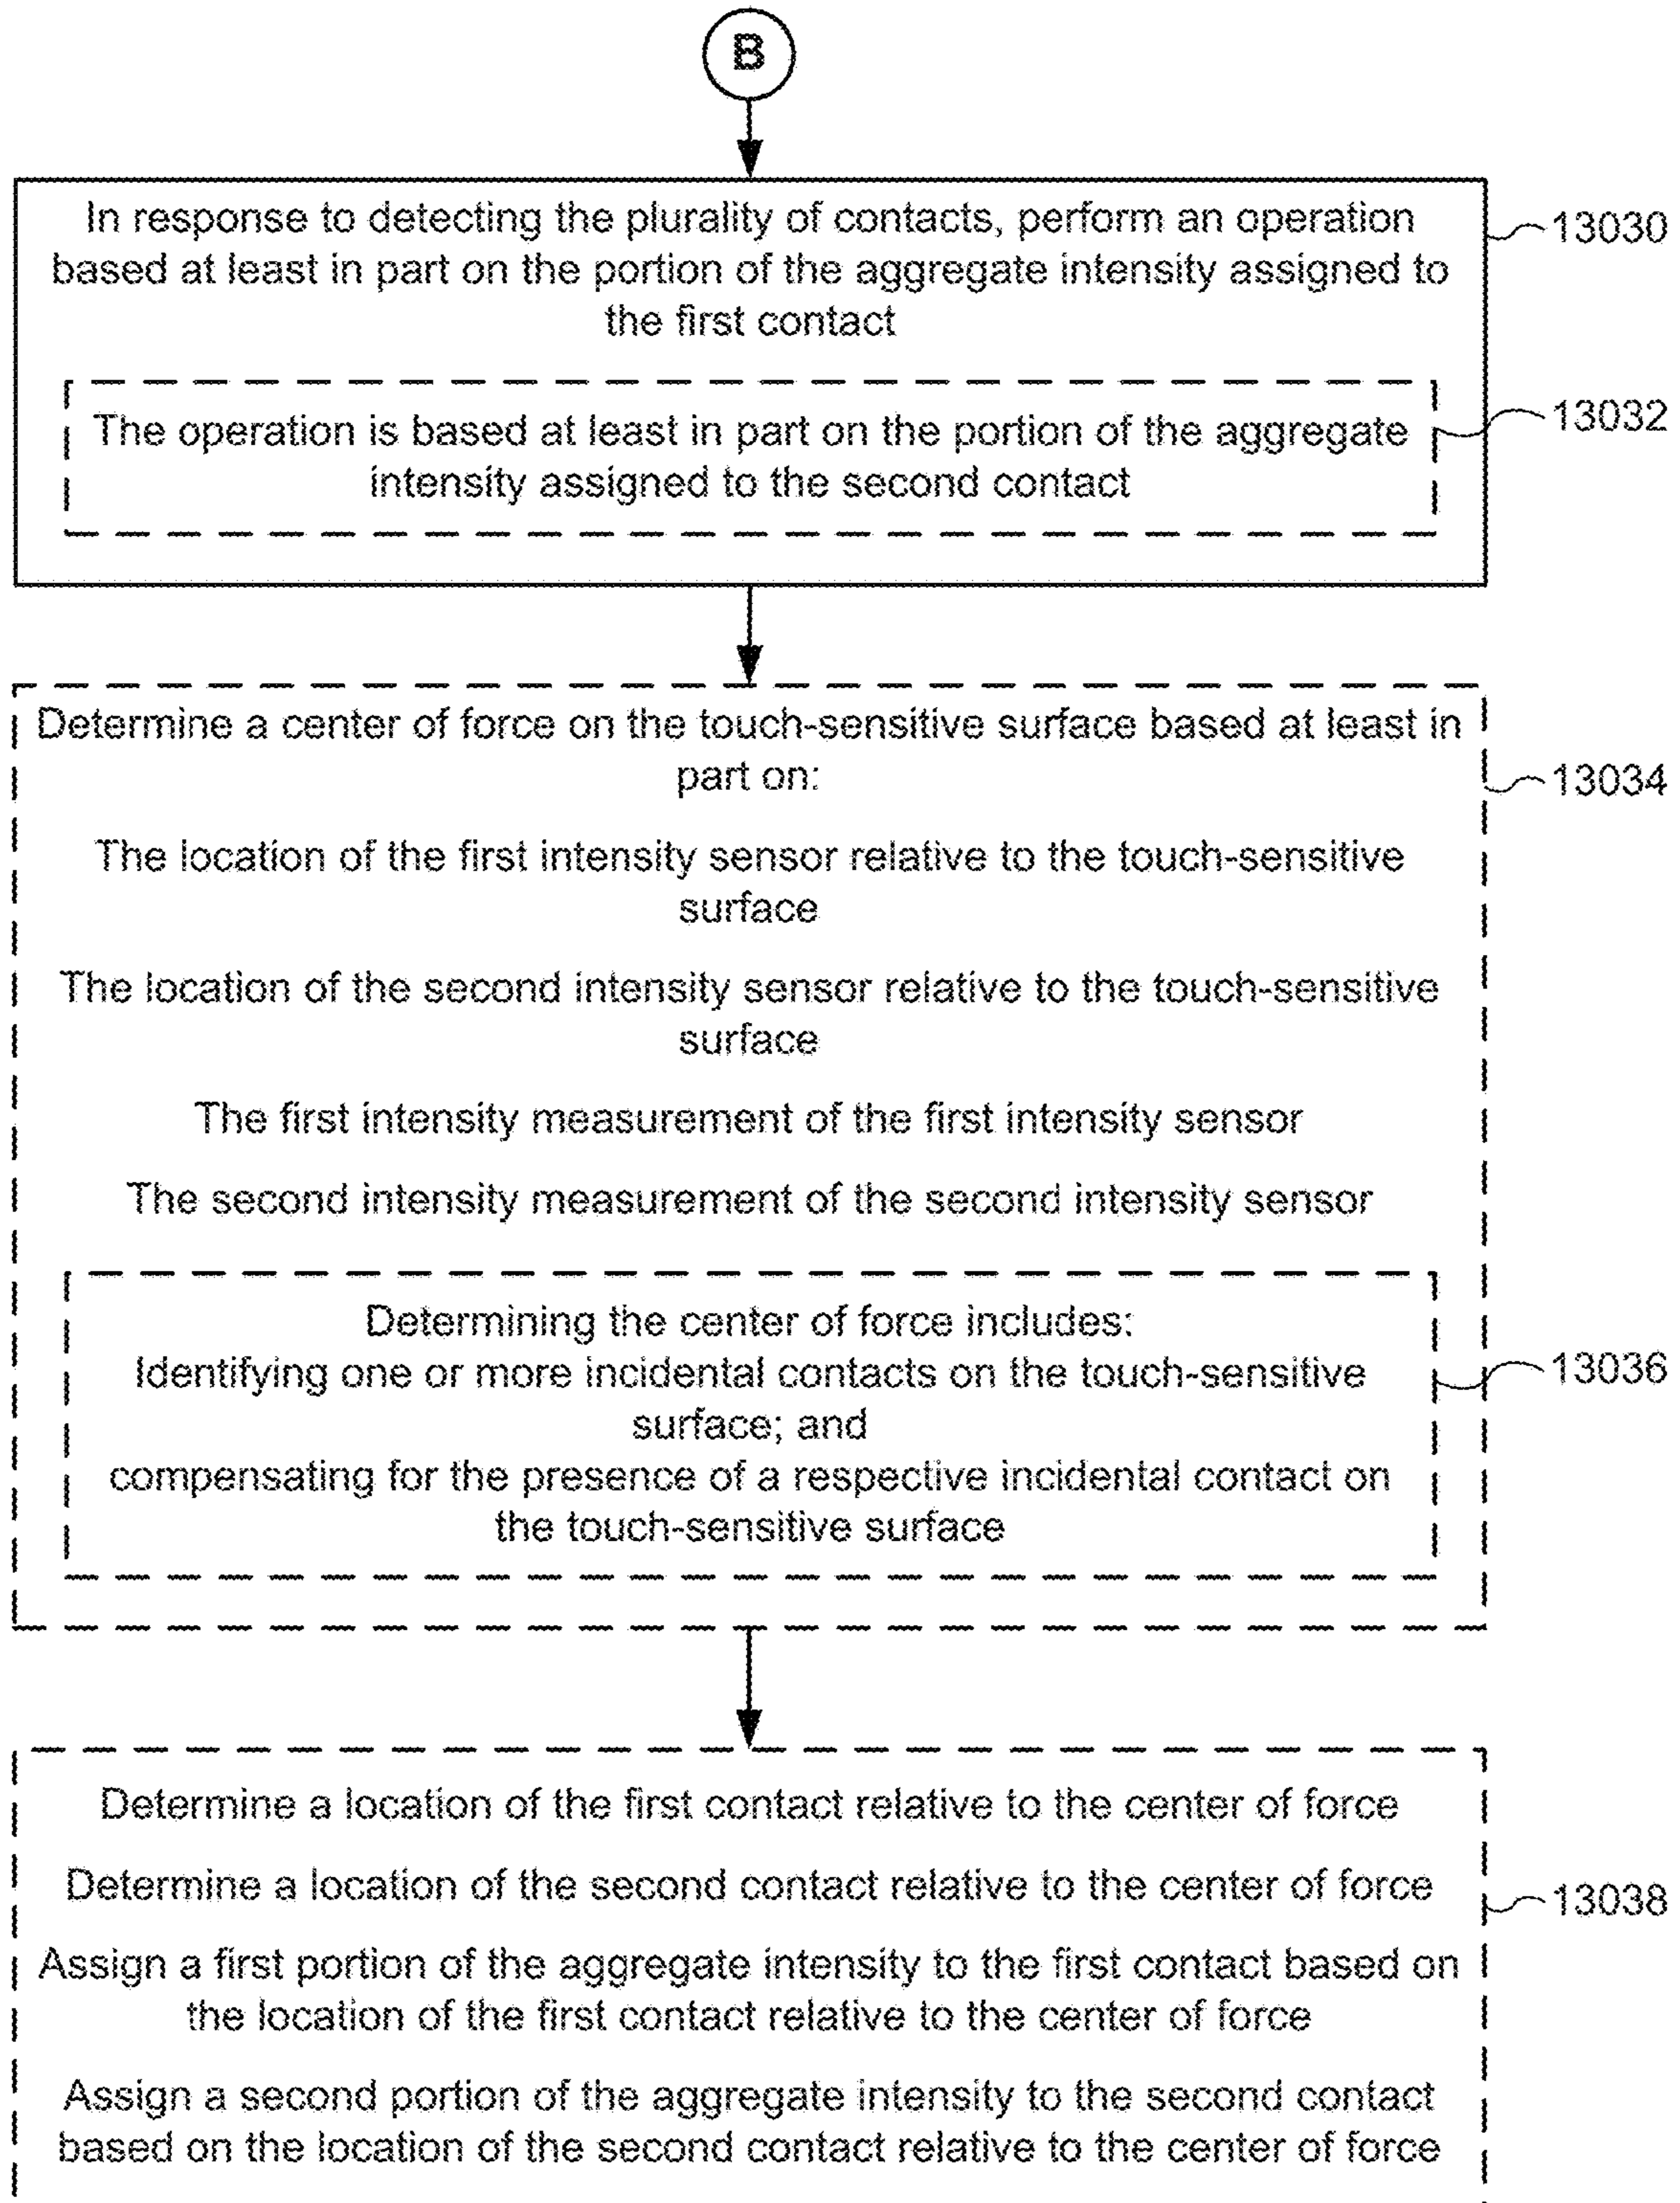 B
In response to detecting the plurality of contacts, perform an operation
based at least in part on the portion of the aggregate intensity assigned to
the first contact
13030
The operation is based at least in part on the portion of the aggregate
intensity assigned to the second contact
13032
Determine a center of force on the touch-sensitive surface based at least in
part on:
13034
The location of the first intensity sensor relative to the touch-sensitive
surface
The location of the second intensity sensor relative to the touch-sensitive
surface
The first intensity measurement of the first intensity sensor
The second intensity measurement of the second intensity sensor
Determining the center of force includes:
Identifying one or more incidental contacts on the touch-sensitive
surface; and
compensating for the presence of a respective incidental contact on
the touch-sensitive surface
13036
Determine a location of the first contact relative to the center of force
Determine a location of the second contact relative to the center of force
13038
Assign a first portion of the aggregate intensity to the first contact based on
the location of the first contact relative to the center of force
Assign a second portion of the aggregate intensity to the second contact
based on the location of the second contact relative to the center of force